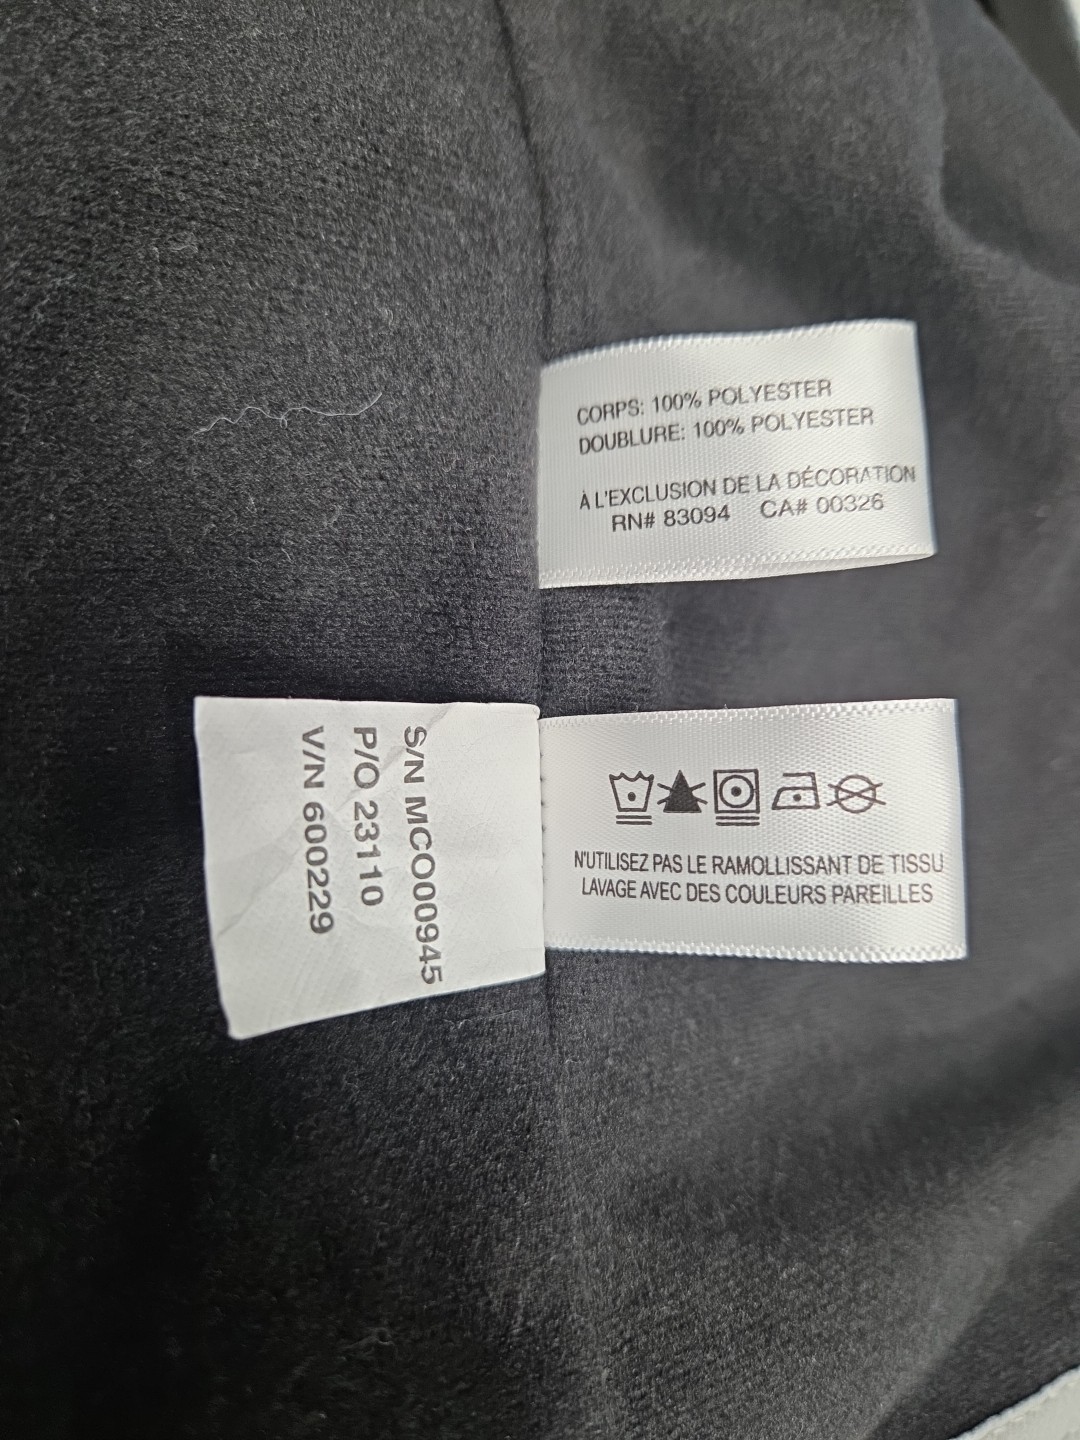 CORPS: 100% POLYESTER
DOUBLURE: 100% POLYESTER
À L'EXCLUSION DE LA DÉCORATION
RN# 83094 CA# 00326
S/N MCO000945
P/O 23110
V/N 600229
N'UTILISEZ PAS LE RAMOLLISSANT DE TISSU
LAVAGE AVEC DES COULEURS PAREILLES